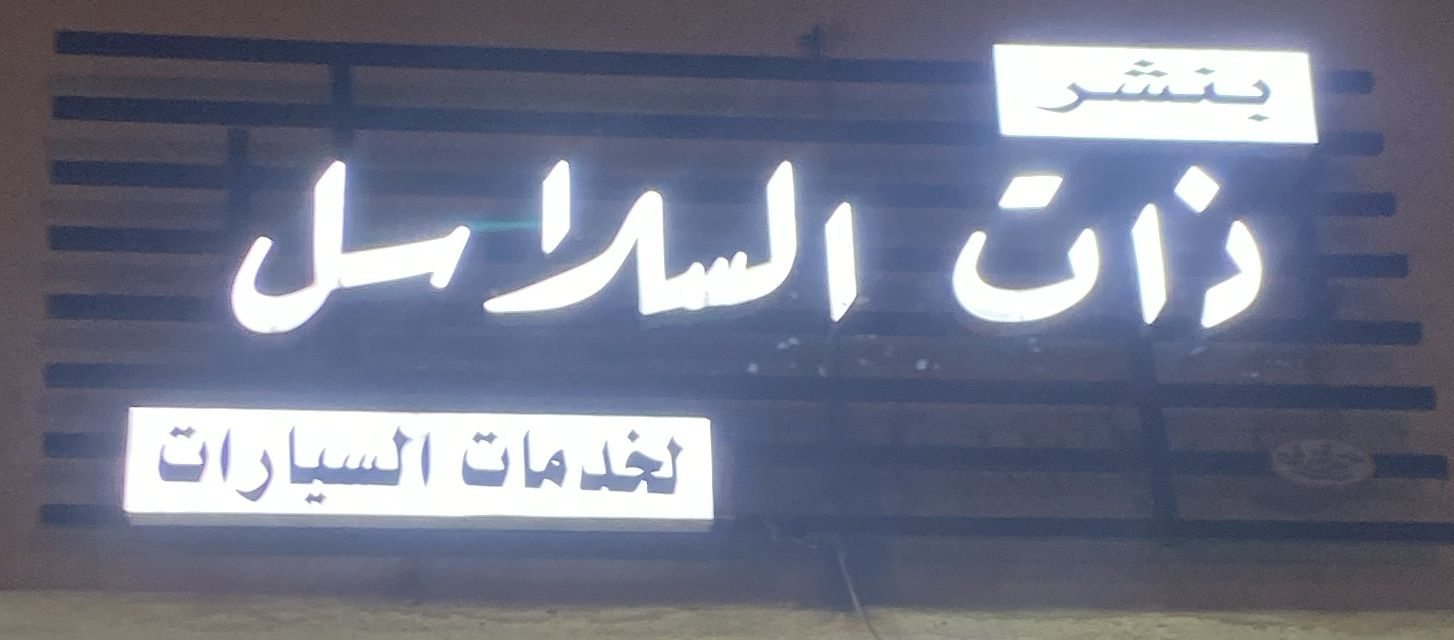 بنشر
ذات السلاسل
لخدمات السيارات